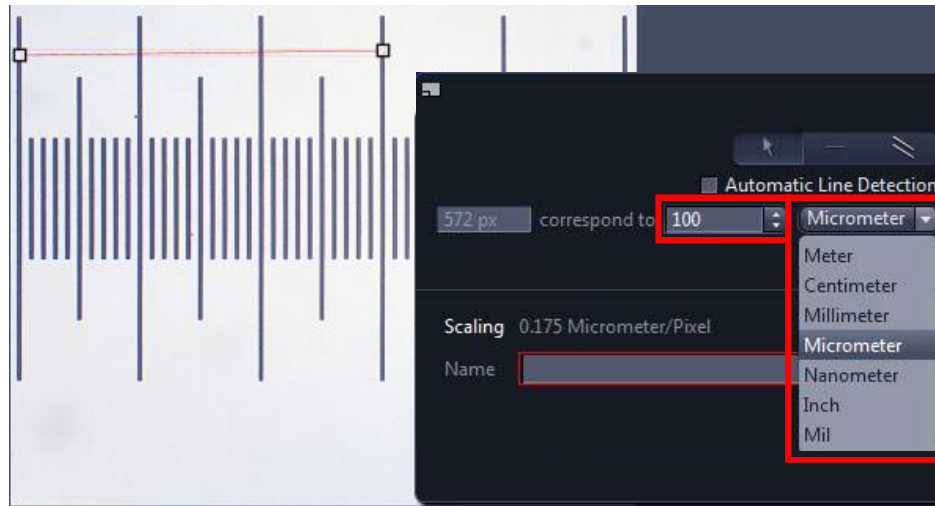 Automatic Line Detection
572 px correspond to 100 Micrometer
Meter
Centimeter
Millimeter
Micrometer
Nanometer
Inch
Mil
Scaling 0.175 Micrometer/Pixel
Name